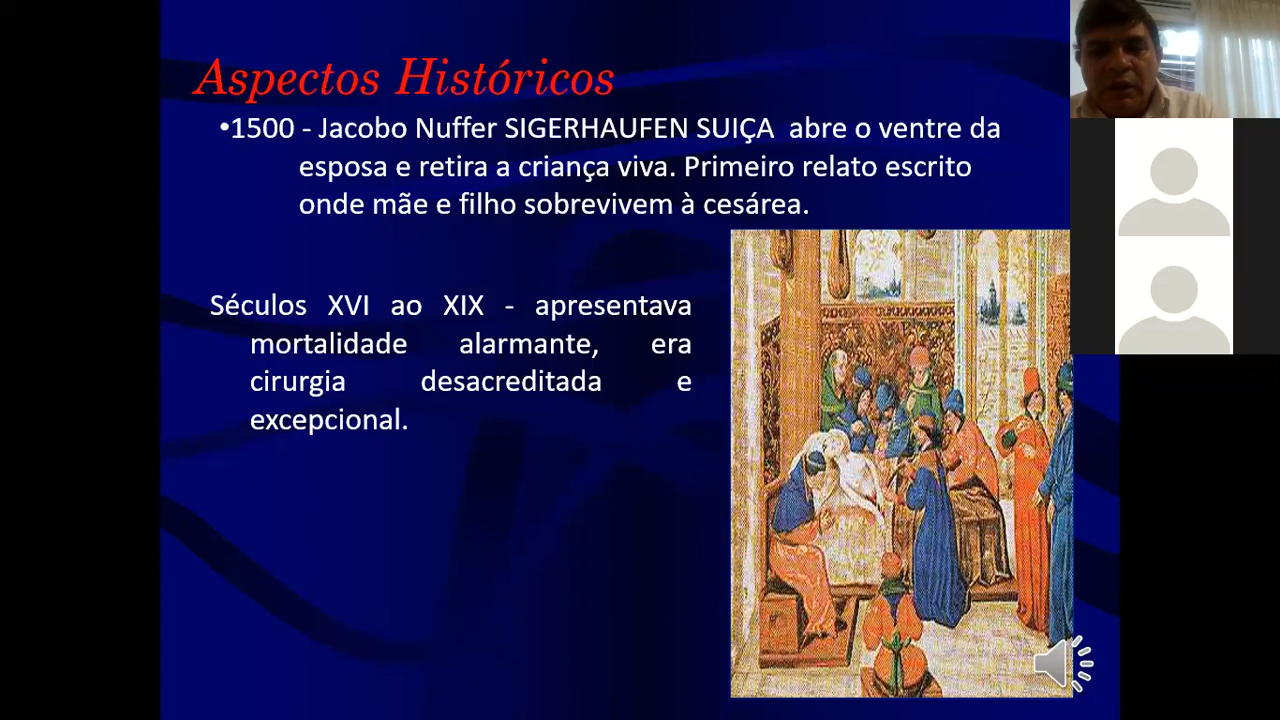 Aspectos Históricos
•1500 - Jacobo Nuffer SIGERHAUFEN SUIÇA abre o ventre da
esposa e retira a criança viva. Primeiro relato escrito
onde mãe e filho sobrevivem à cesárea.
Séculos XVI ao XIX - apresentava
mortalidade alarmante, era
cirurgia desacreditada e
excepcional.